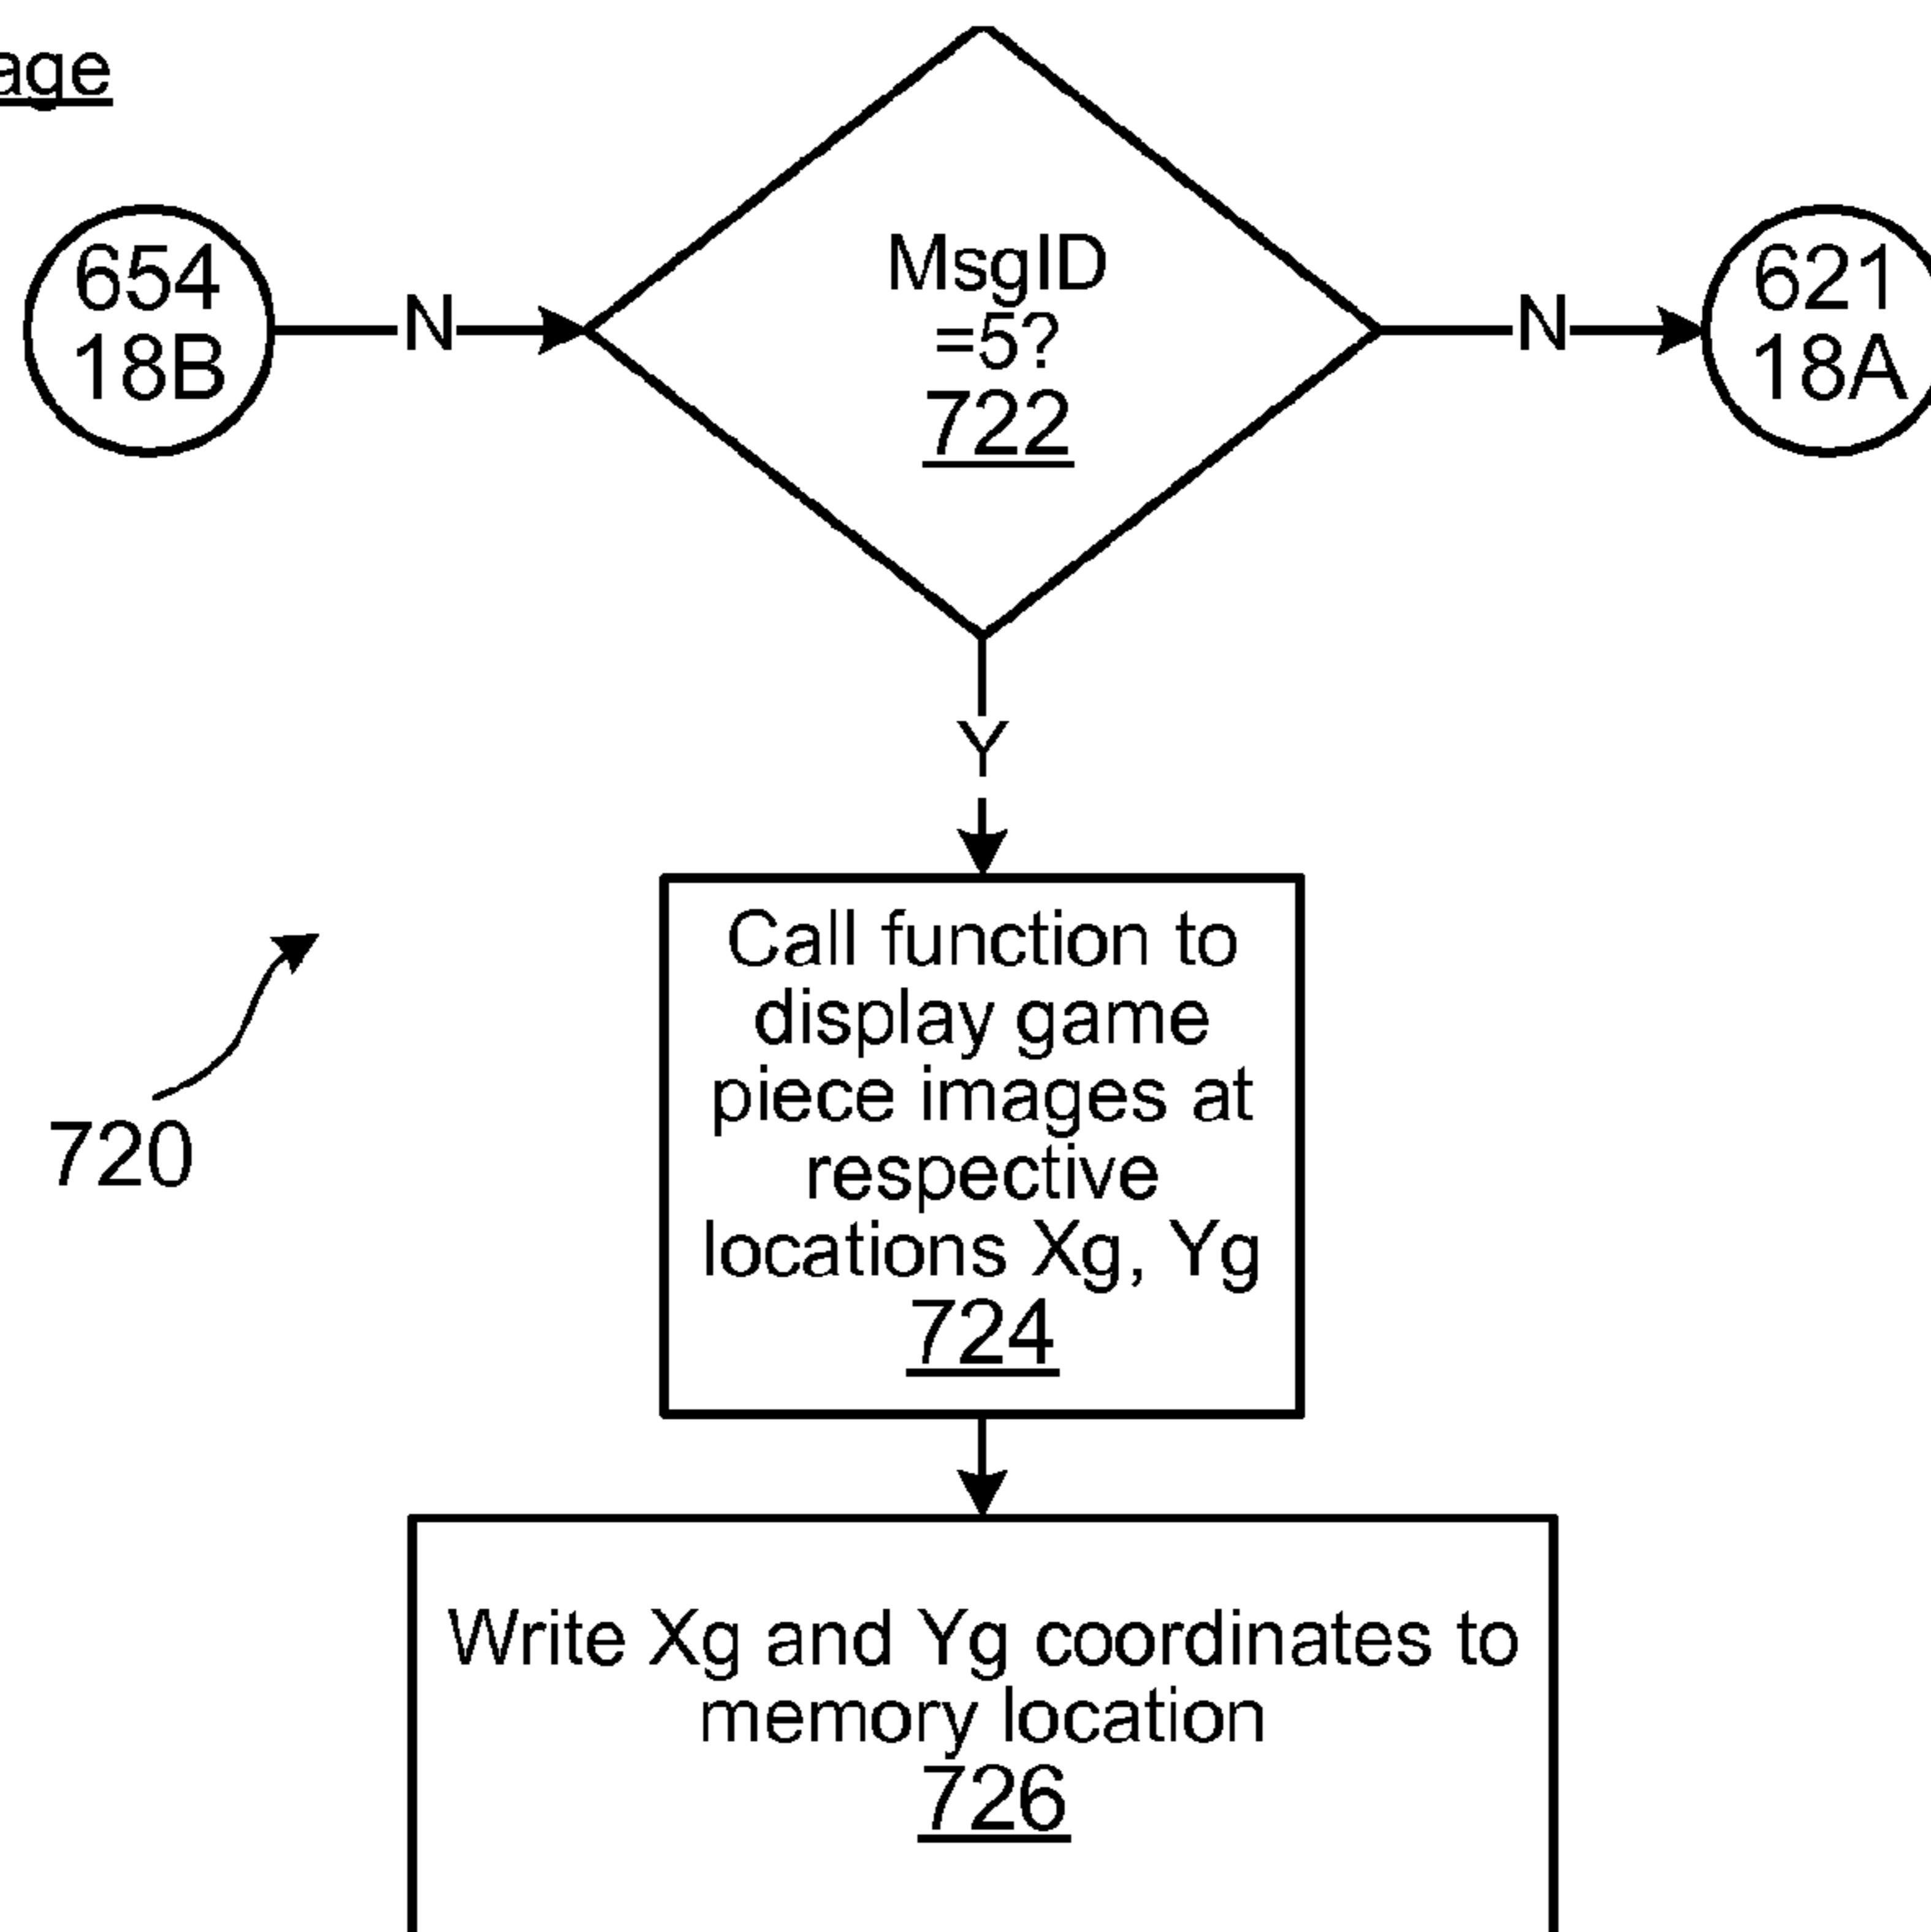 654
18B
N
MsgID
=5?
722
N
621
18A
Y
Call function to
display game
piece images at
respective
locations Xg, Yg
724
720
Write Xg and Yg coordinates to
memory location
726